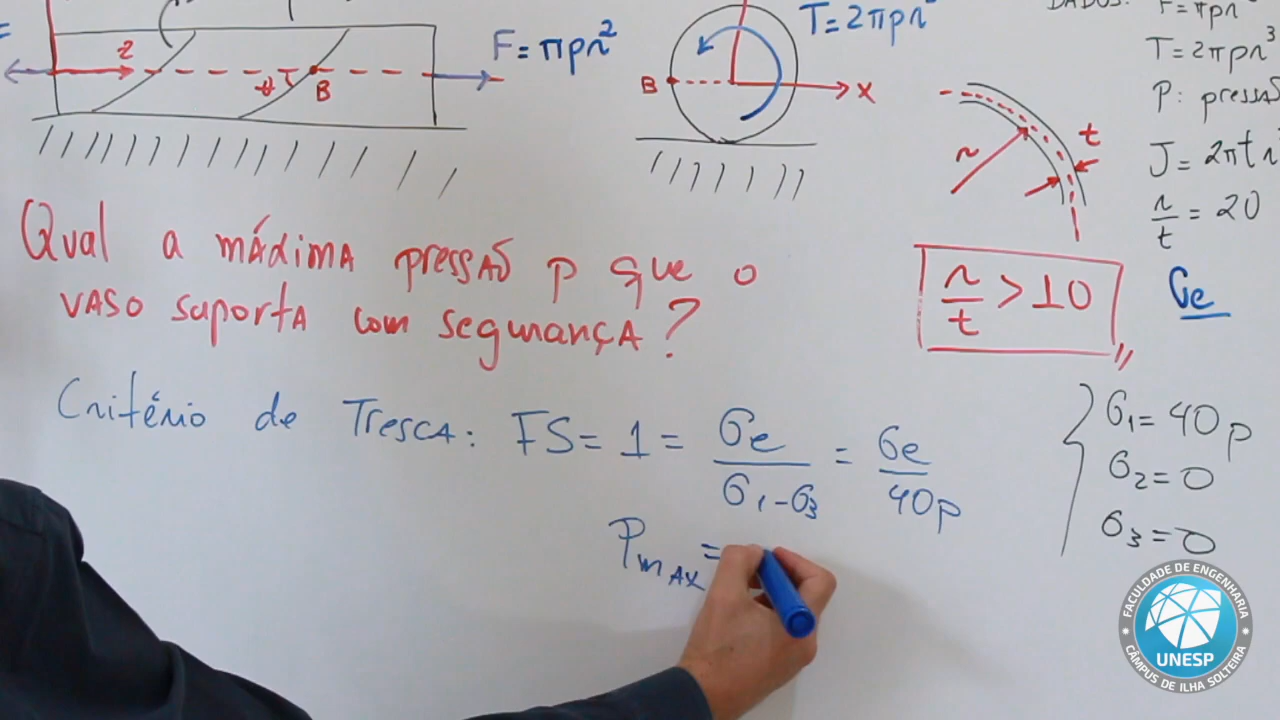 F = πpr²
z
θ
B
T = 2πpr
B
x
DADOS:
F = πpr
T = 2πpr³
P: pressão
J = 2πtr
r/t = 20
r
t
Qual a máxima pressão p que o
vaso suporta com segurança?
r/t > 10
σe
Critério de Tresca: FS = 1 = σe/σ1-σ3 = σe/40p
Pmax =
σ1 = 40p
σ2 = 0
σ3 = 0
FACULDADE DE ENGENHARIA
UNESP
CÂMPUS DE ILHA SOLTEIRA